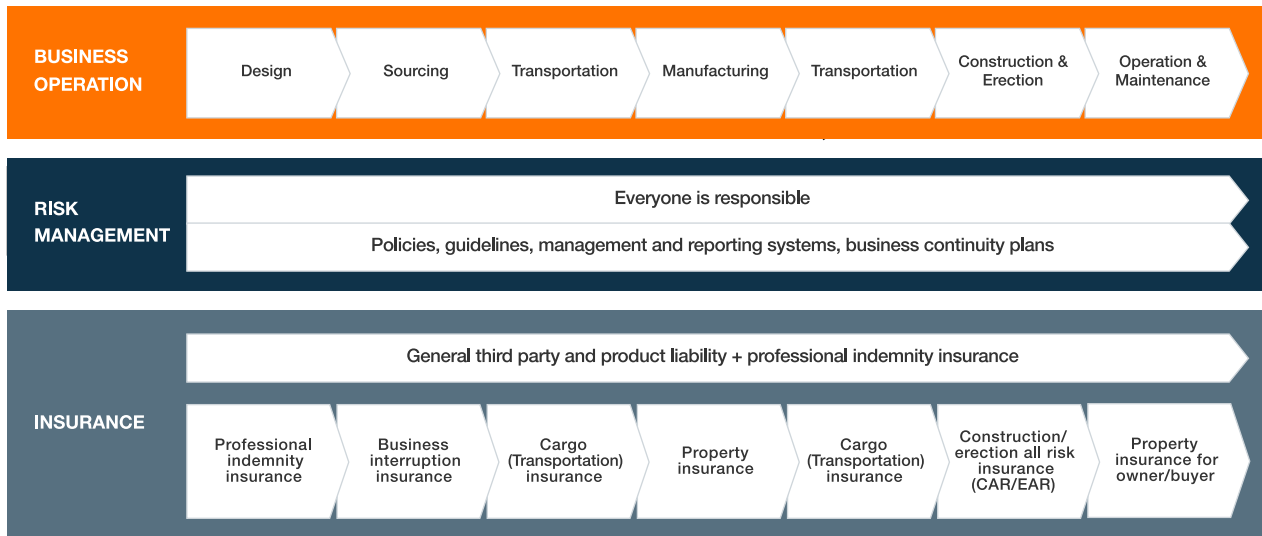 BUSINESS
OPERATION
Design
Sourcing
Transportation
Manufacturing
Transportation
Construction &
Erection
Operation &
Maintenance
RISK
MANAGEMENT
Everyone is responsible
Policies, guidelines, management and reporting systems, business continuity plans
INSURANCE
General third party and product liability + professional indemnity insurance
Professional
indemnity
insurance
Business
interruption
insurance
Cargo
(Transportation)
insurance
Property
insurance
Cargo
(Transportation)
insurance
Construction/
erection all risk
insurance
(CAR/EAR)
Property
insurance for
owner/buyer